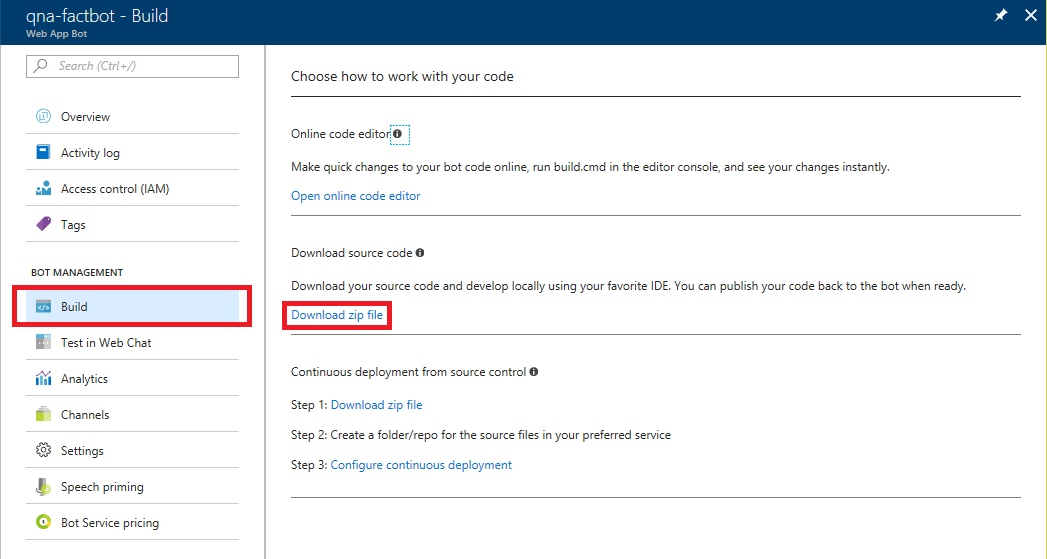 qna-factbot - Build
Web App Bot
Search (Ctrl+/)
Overview
Activity log
Access control (IAM)
Tags
BOT MANAGEMENT
Build
Test in Web Chat
Analytics
Channels
Settings
Speech priming
Bot Service pricing
Choose how to work with your code
Online code editor
Make quick changes to your bot code online, run build.cmd in the editor console, and see your changes instantly.
Open online code editor
Download source code
Download your source code and develop locally using your favorite IDE. You can publish your code back to the bot when ready.
Download zip file
Continuous deployment from source control
Step 1: Download zip file
Step 2: Create a folder/repo for the source files in your preferred service
Step 3: Configure continuous deployment